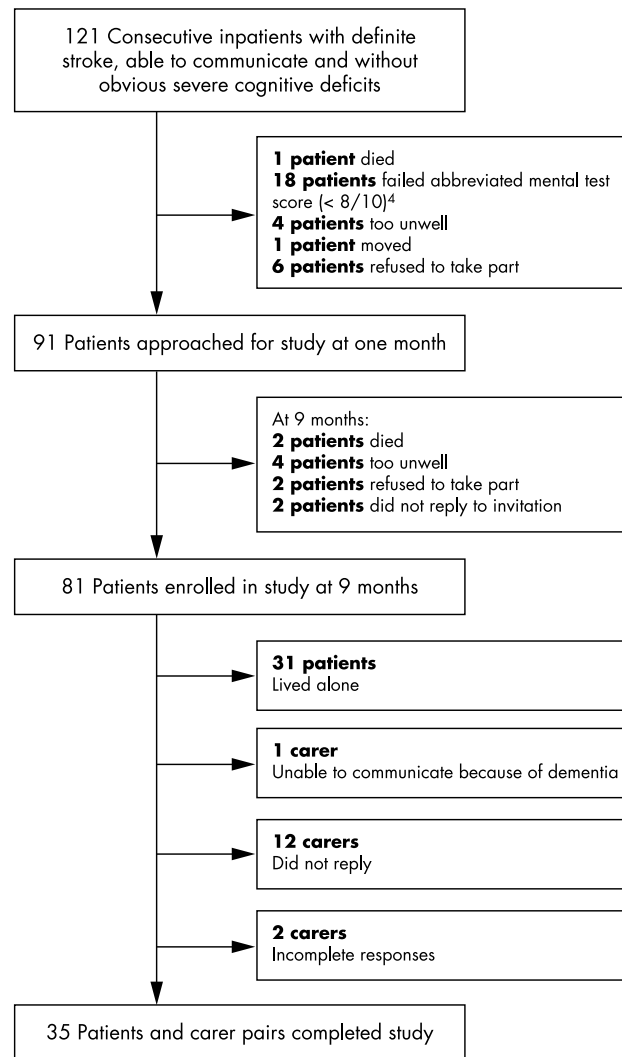 121 Consecutive inpatients with definite
stroke, able to communicate and without
obvious severe cognitive deficits
1 patient died
18 patients failed abbreviated mental test
score (< 8/10)4
4 patients too unwell
1 patient moved
6 patients refused to take part
91 Patients approached for study at one month
At 9 months:
2 patients died
4 patients too unwell
2 patients refused to take part
2 patients did not reply to invitation
81 Patients enrolled in study at 9 months
31 patients
Lived alone
1 carer
Unable to communicate because of dementia
12 carers
Did not reply
2 carers
Incomplete responses
35 Patients and carer pairs completed study